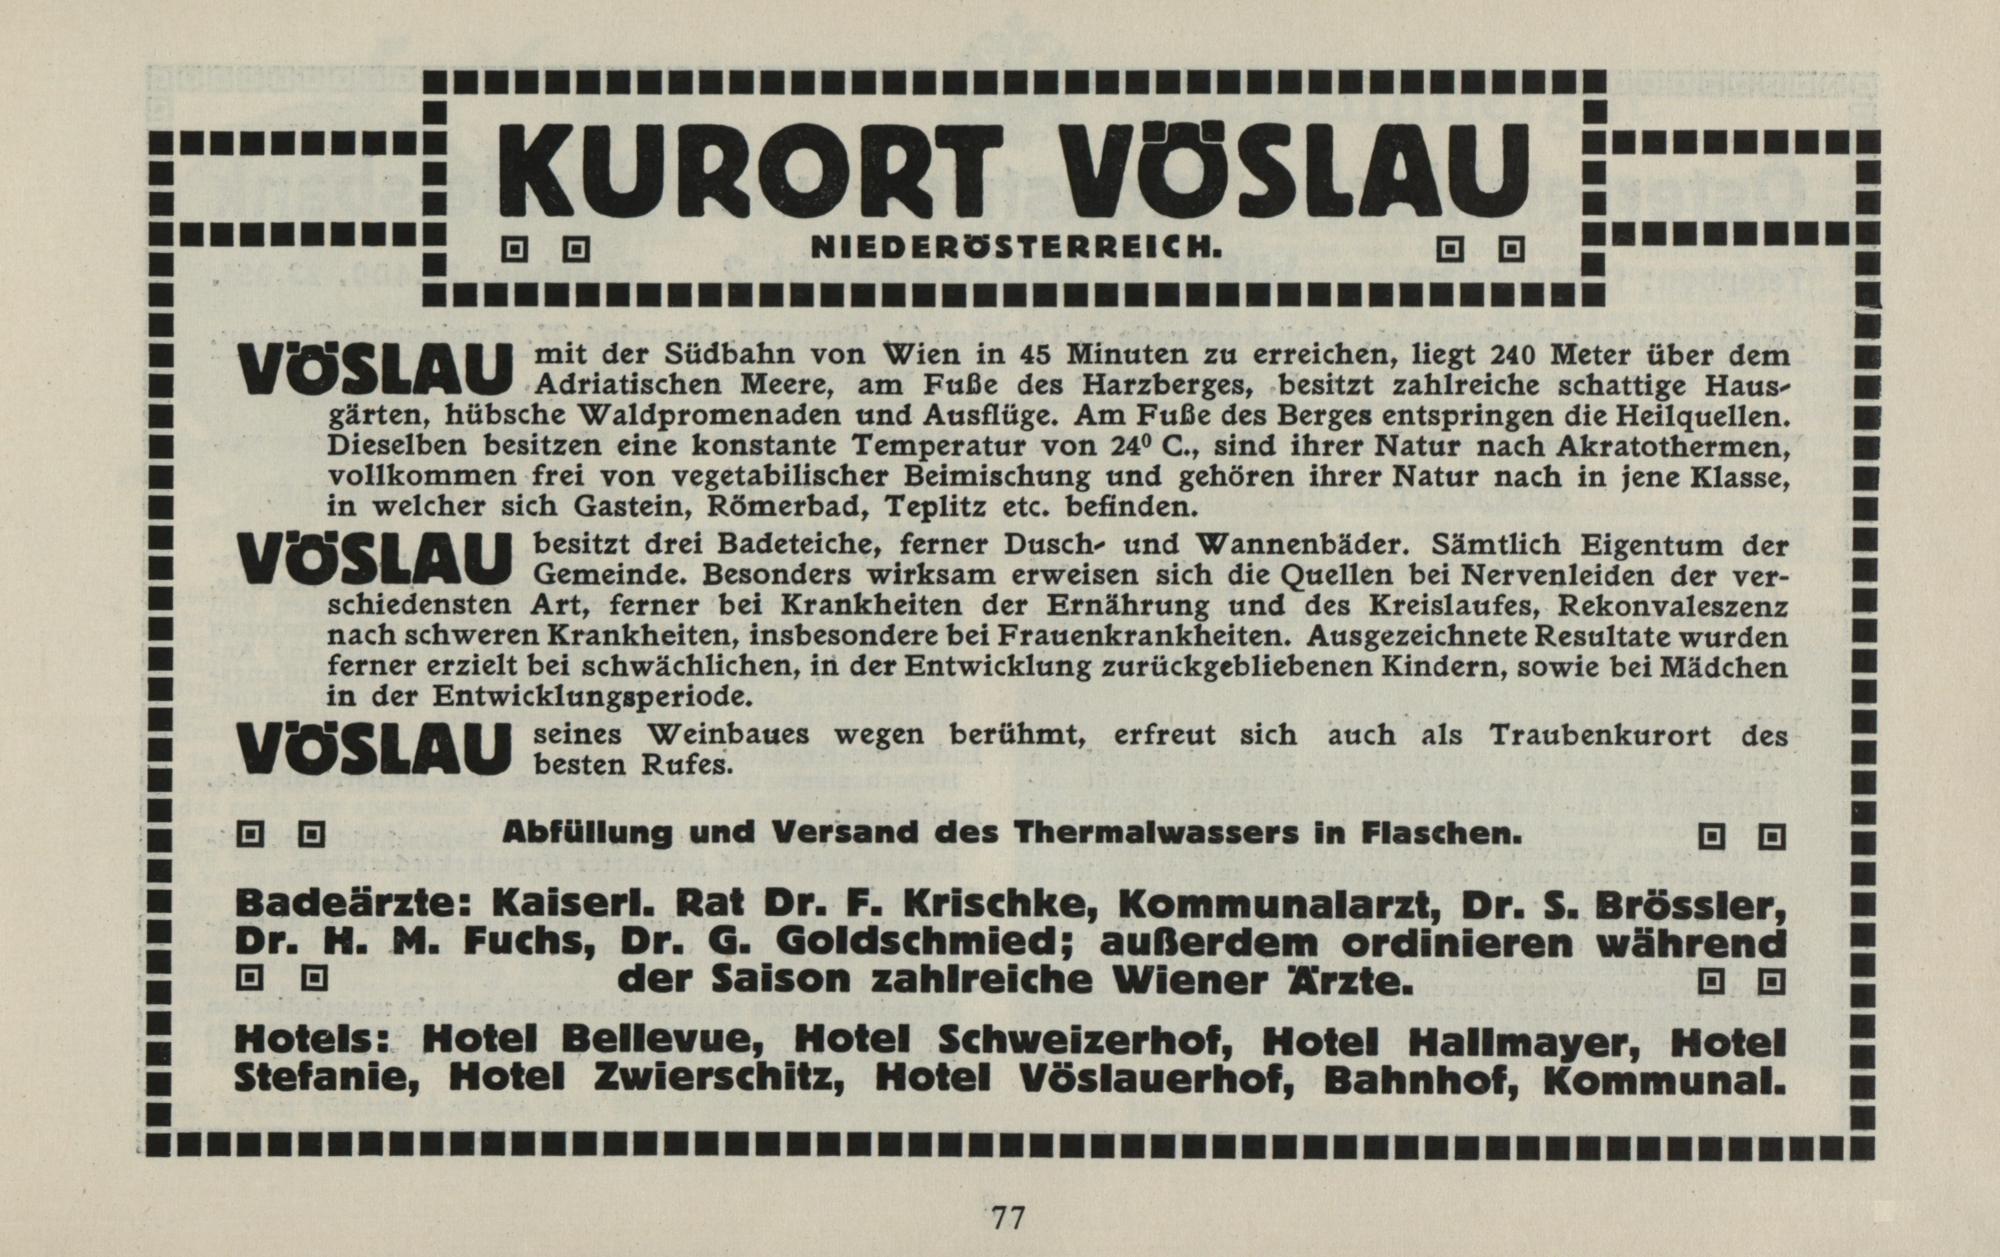 KURORT VÖSLAU
NIEDERÖSTERREICH.
VÖSLAU mit der Südbahn von Wien in 45 Minuten zu erreichen, liegt 240 Meter über dem
Adriatischen Meere, am Fuße des Harzberges, besitzt zahlreiche schattige Haus-
gärten, hübsche Waldpromenaden und Ausflüge. Am Fuße des Berges entspringen die Heilquellen.
Dieselben besitzen eine konstante Temperatur von 24⁰ C., sind ihrer Natur nach Akratothermen,
vollkommen frei von vegetabilischer Beimischung und gehören ihrer Natur nach in jene Klasse,
in welcher sich Gastein, Römerbad, Teplitz etc. befinden.
VÖSLAU besitzt drei Badeteiche, ferner Dusch- und Wannenbäder. Sämtlich Eigentum der
Gemeinde. Besonders wirksam erweisen sich die Quellen bei Nervenleiden der ver-
schiedensten Art, ferner bei Krankheiten der Ernährung und des Kreislaufes, Rekonvaleszenz
nach schweren Krankheiten, insbesondere bei Frauenkrankheiten. Ausgezeichnete Resultate wurden
ferner erzielt bei schwächlichen, in der Entwicklung zurückgebliebenen Kindern, sowie bei Mädchen
in der Entwicklungsperiode.
VÖSLAU seines Weinbaues wegen berühmt, erfreut sich auch als Traubenkurort des
besten Rufes.
Abfüllung und Versand des Thermalwassers in Flaschen.
Badeärzte: Kaiserl. Rat Dr. F. Krischke, Kommunalarzt, Dr. S. Brössler,
Dr. H. M. Fuchs, Dr. G. Goldschmied; außerdem ordinieren während
der Saison zahlreiche Wiener Ärzte.
Hotels: Hotel Bellevue, Hotel Schweizerhof, Hotel Hallmayer, Hotel
Stefanie, Hotel Zwierschitz, Hotel Vöslauerhof, Bahnhof, Kommunal.
77